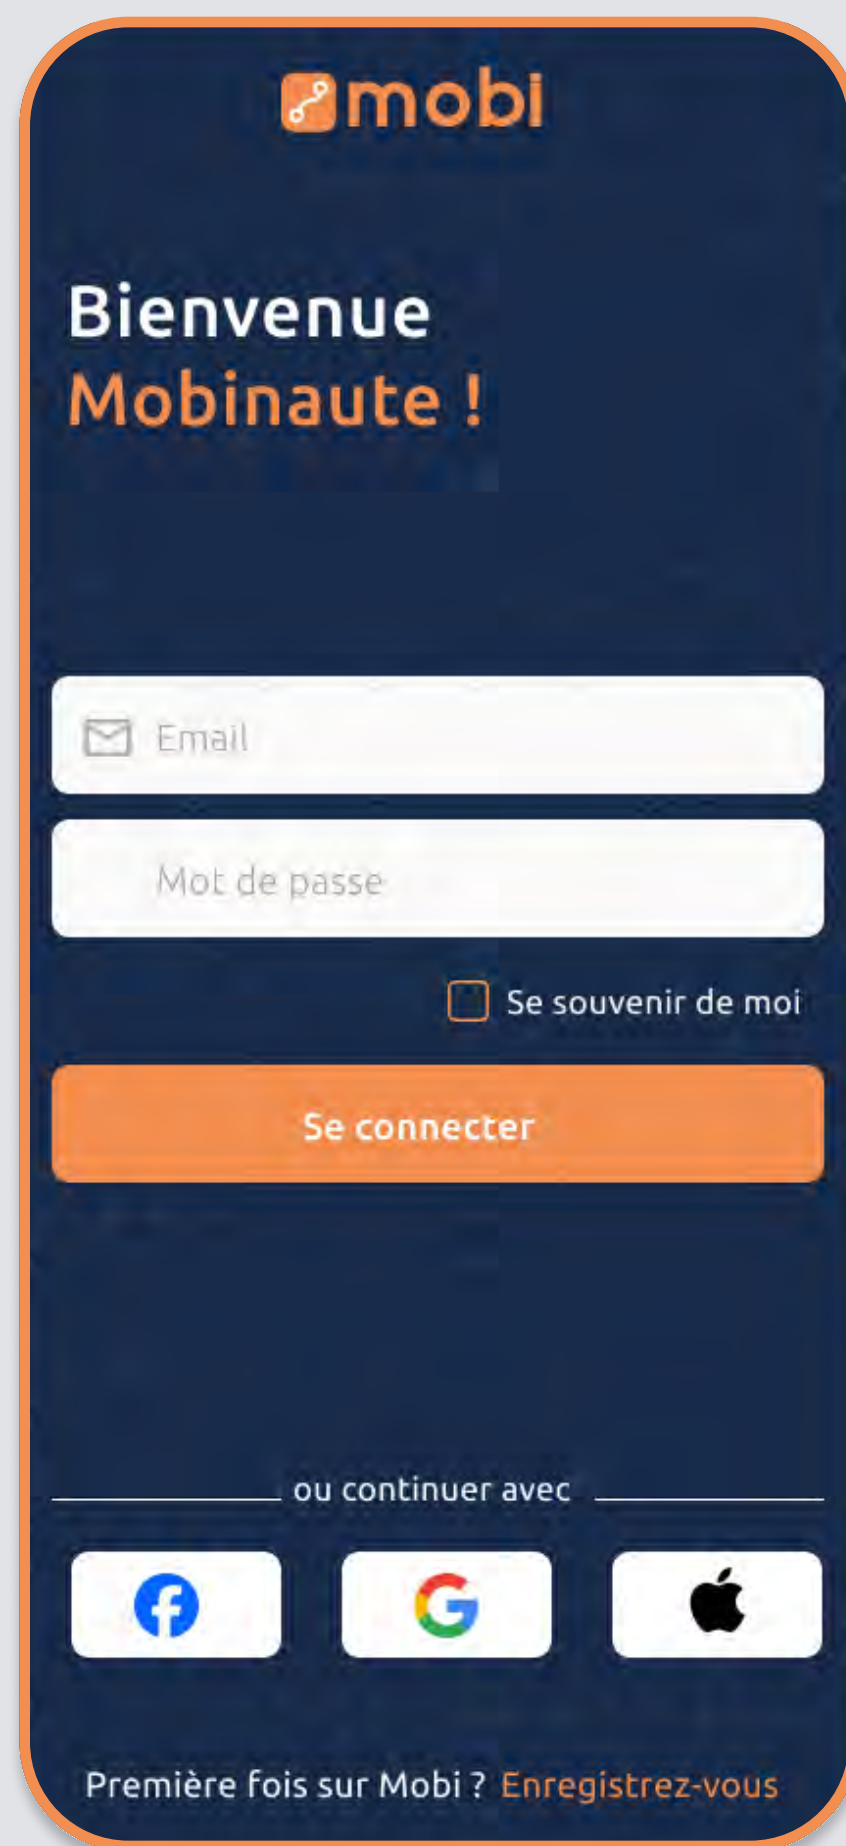 mobi
Bienvenue
Mobinaute !
Email
Mot de passe
Se souvenir de moi
Se connecter
ou continuer avec
Première fois sur Mobi ? Enregistrez-vous